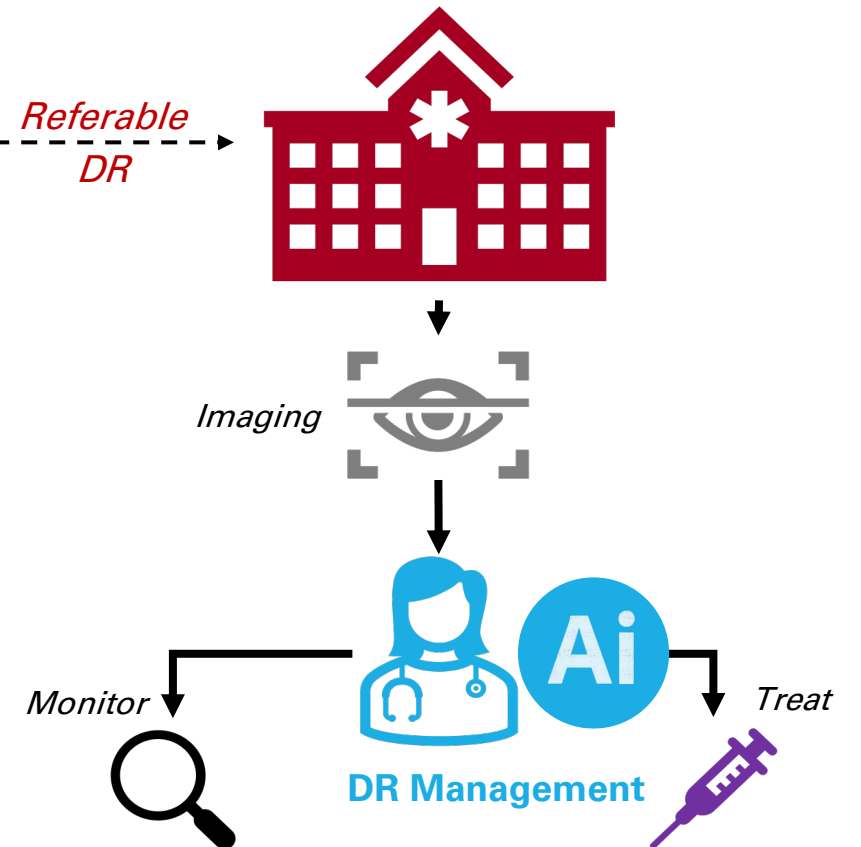 Referable
DR
Imaging
Ai
Monitor
Treat
DR Management